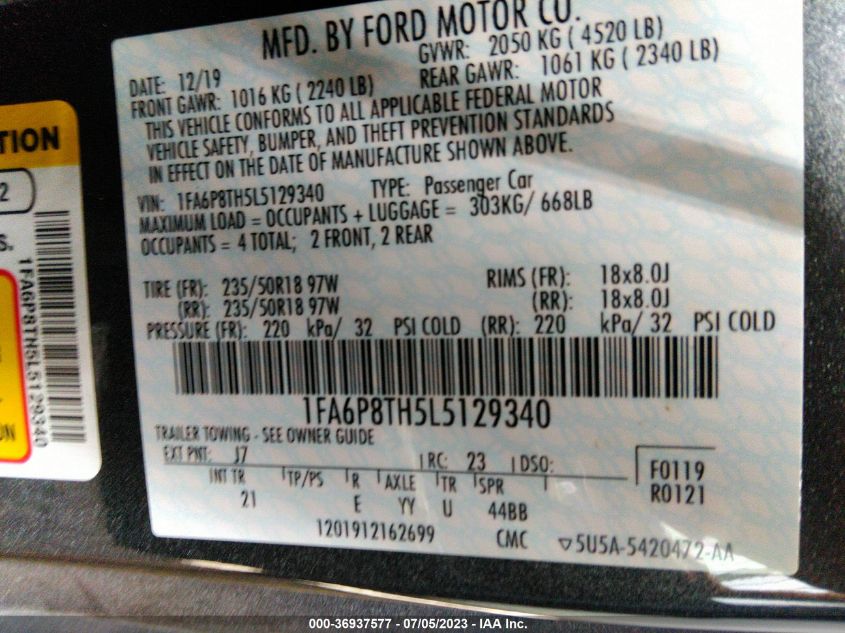 MFD. BY FORD MOTOR CO.
DATE: 12/19 GVWR: 2050 KG ( 4520 LB)
FRONT GAWR: 1016 KG ( 2240 LB) REAR GAWR: 1061 KG ( 2340 LB)
THIS VEHICLE CONFORMS TO ALL APPLICABLE FEDERAL MOTOR
VEHICLE SAFETY, BUMPER, AND THEFT PREVENTION STANDARDS
IN EFFECT ON THE DATE OF MANUFACTURE SHOWN ABOVE.
VIN: 1FA6P8TH5L5129340 TYPE: Passenger Car
MAXIMUM LOAD = OCCUPANTS + LUGGAGE = 303KG/ 668LB
OCCUPANTS = 4 TOTAL; 2 FRONT, 2 REAR
TIRE (FR): 235/50R18 97W RIMS (FR): 18x8.0J
(RR): 235/50R18 97W (RR): 18x8.0J
PRESSURE (FR): 220 kPa/ 32 PSI COLD (RR): 220 kPa/ 32 PSI COLD
1FA6P8TH5L5129340
TRAILER TOWING - SEE OWNER GUIDE
EXT PNT: J7 RC: 23 DSO: F0119
INT TR TP/PS R AXLE TR SPR R0121
21 E YY U 44BB
1201912162699 CMC 5U5A-5420472-AA
TION
2
S.
1FA6P8TH5L5129340
ON
000-36937577 - 07/05/2023 - IAA Inc.